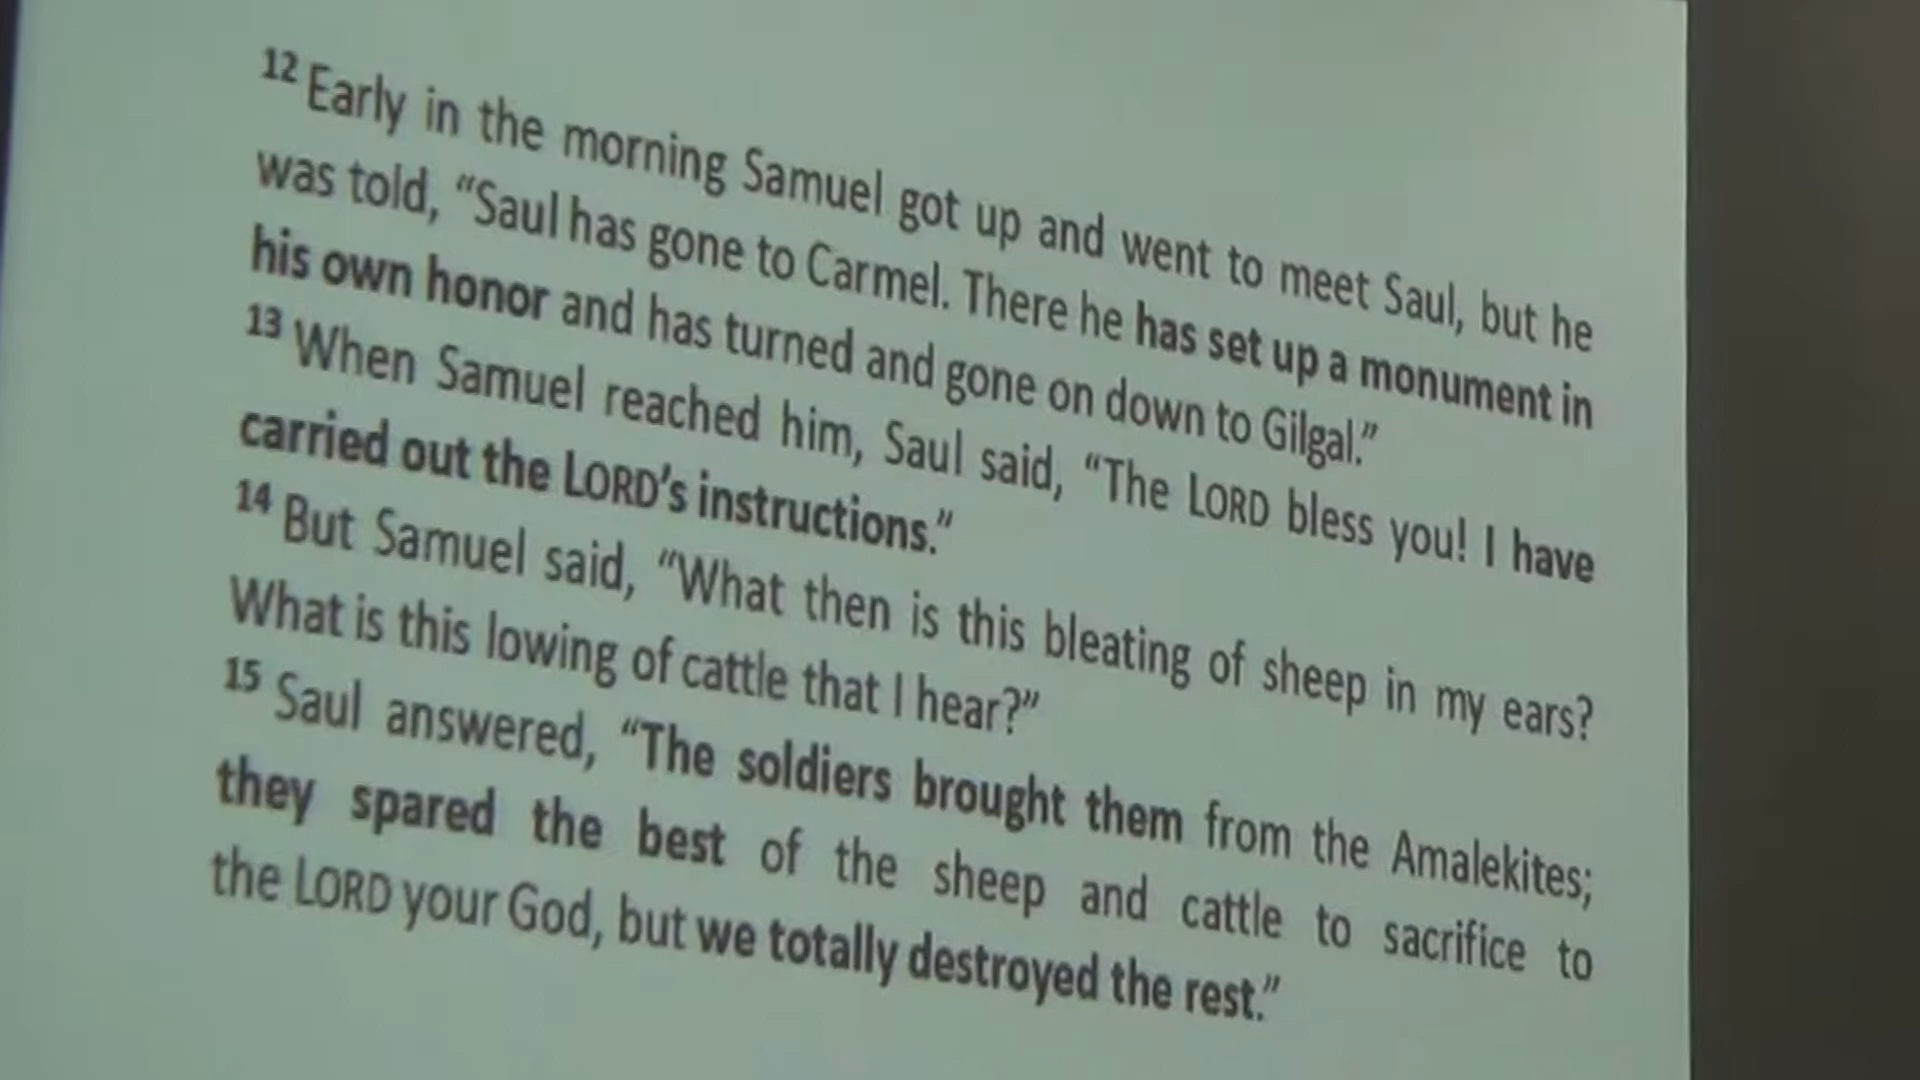 12 Early in the morning Samuel got up and went to meet Saul, but he
was told, “Saul has gone to Carmel. There he has set up a monument in
his own honor and has turned and gone on down to Gilgal.”
13 When Samuel reached him, Saul said, “The LORD bless you! I have
carried out the LORD’s instructions.”
14 But Samuel said, “What then is this bleating of sheep in my ears?
What is this lowing of cattle that I hear?”
15 Saul answered, “The soldiers brought them from the Amalekites;
they spared the best of the sheep and cattle to sacrifice to
the LORD your God, but we totally destroyed the rest.”